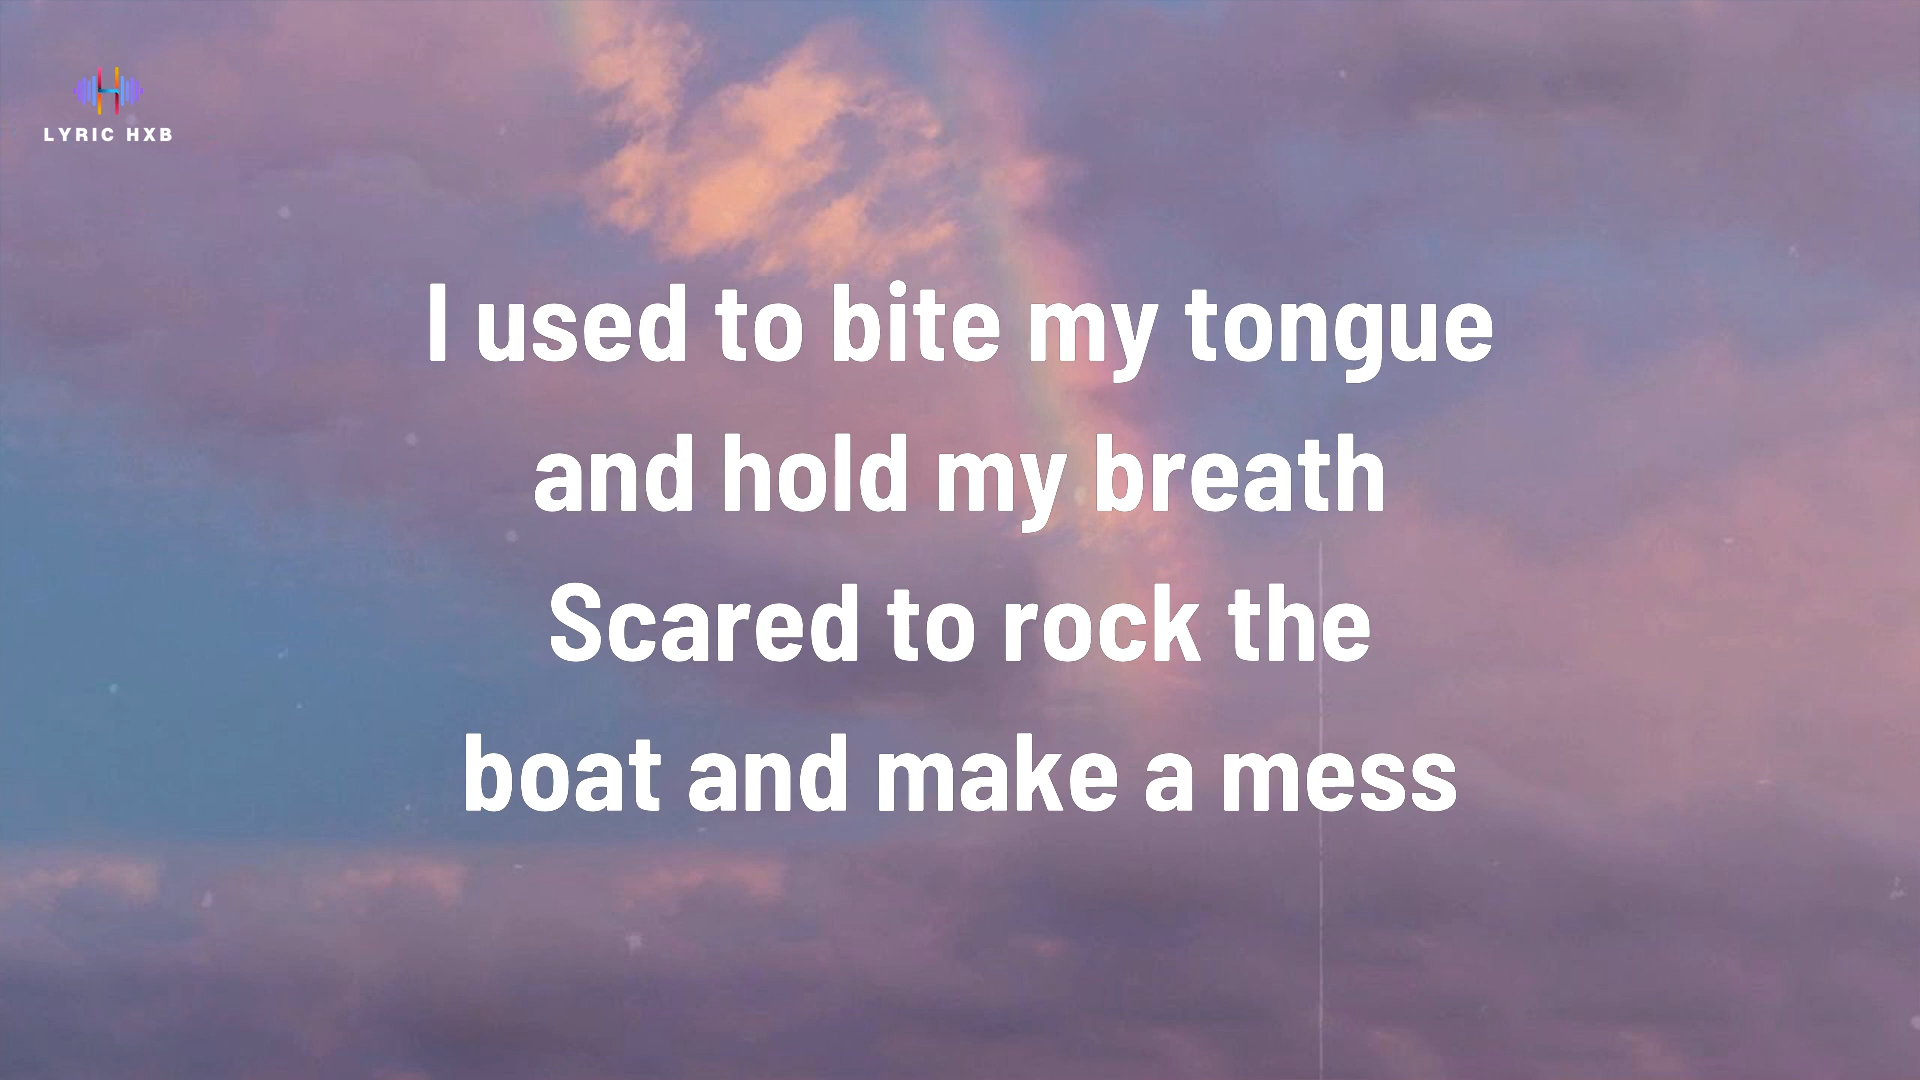 LYRIC HXB
I used to bite my tongue
and hold my breath
Scared to rock the
boat and make a mess